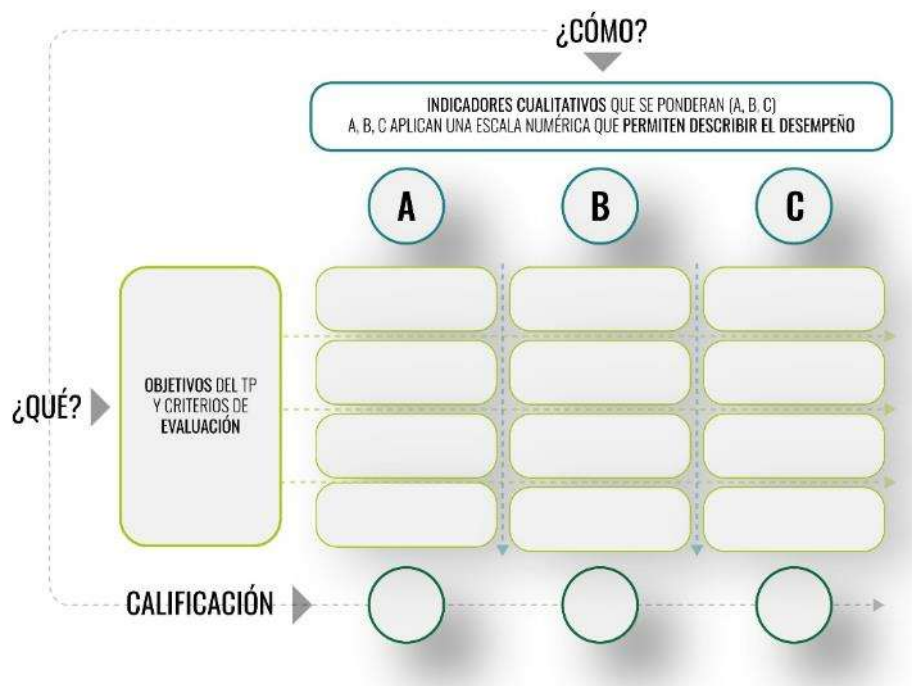 ¿CÓMO?
INDICADORES CUALITATIVOS QUE SE PONDERAN (A, B, C)
A, B, C APLICAN UNA ESCALA NUMÉRICA QUE PERMITEN DESCRIBIR EL DESEMPEÑO
A
B
C
¿QUÉ?
OBJETIVOS DEL TP
Y CRITERIOS DE
EVALUACIÓN
CALIFICACIÓN